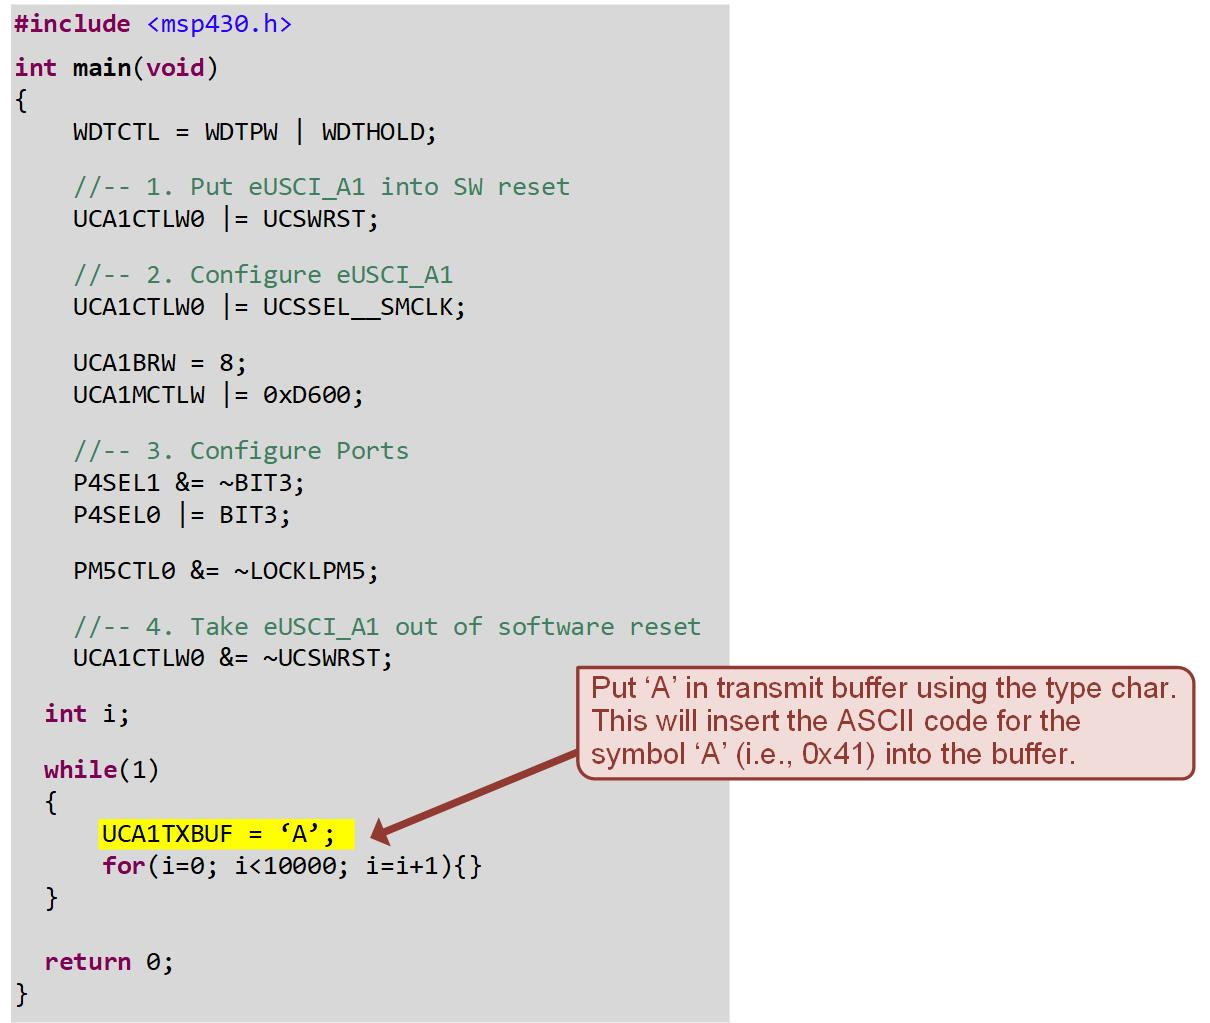 #include <msp430.h>
int main(void)
{
WDTCTL = WDTPW | WDTHOLD;
//-- 1. Put eUSCI_A1 into SW reset
UCA1CTLW0 |= UCSWRST;
//-- 2. Configure eUSCI_A1
UCA1CTLW0 |= UCSSEL__SMCLK;
UCA1BRW = 8;
UCA1MCTLW |= 0xD600;
//-- 3. Configure Ports
P4SEL1 &= ~BIT3;
P4SEL0 |= BIT3;
PM5CTL0 &= ~LOCKLPM5;
//-- 4. Take eUSCI_A1 out of software reset
UCA1CTLW0 &= ~UCSWRST;
int i;
while(1)
{
UCA1TXBUF = ‘A’;
for(i=0; i<10000; i=i+1){}
}
return 0;
}
Put ‘A’ in transmit buffer using the type char.
This will insert the ASCII code for the
symbol ‘A’ (i.e., 0x41) into the buffer.